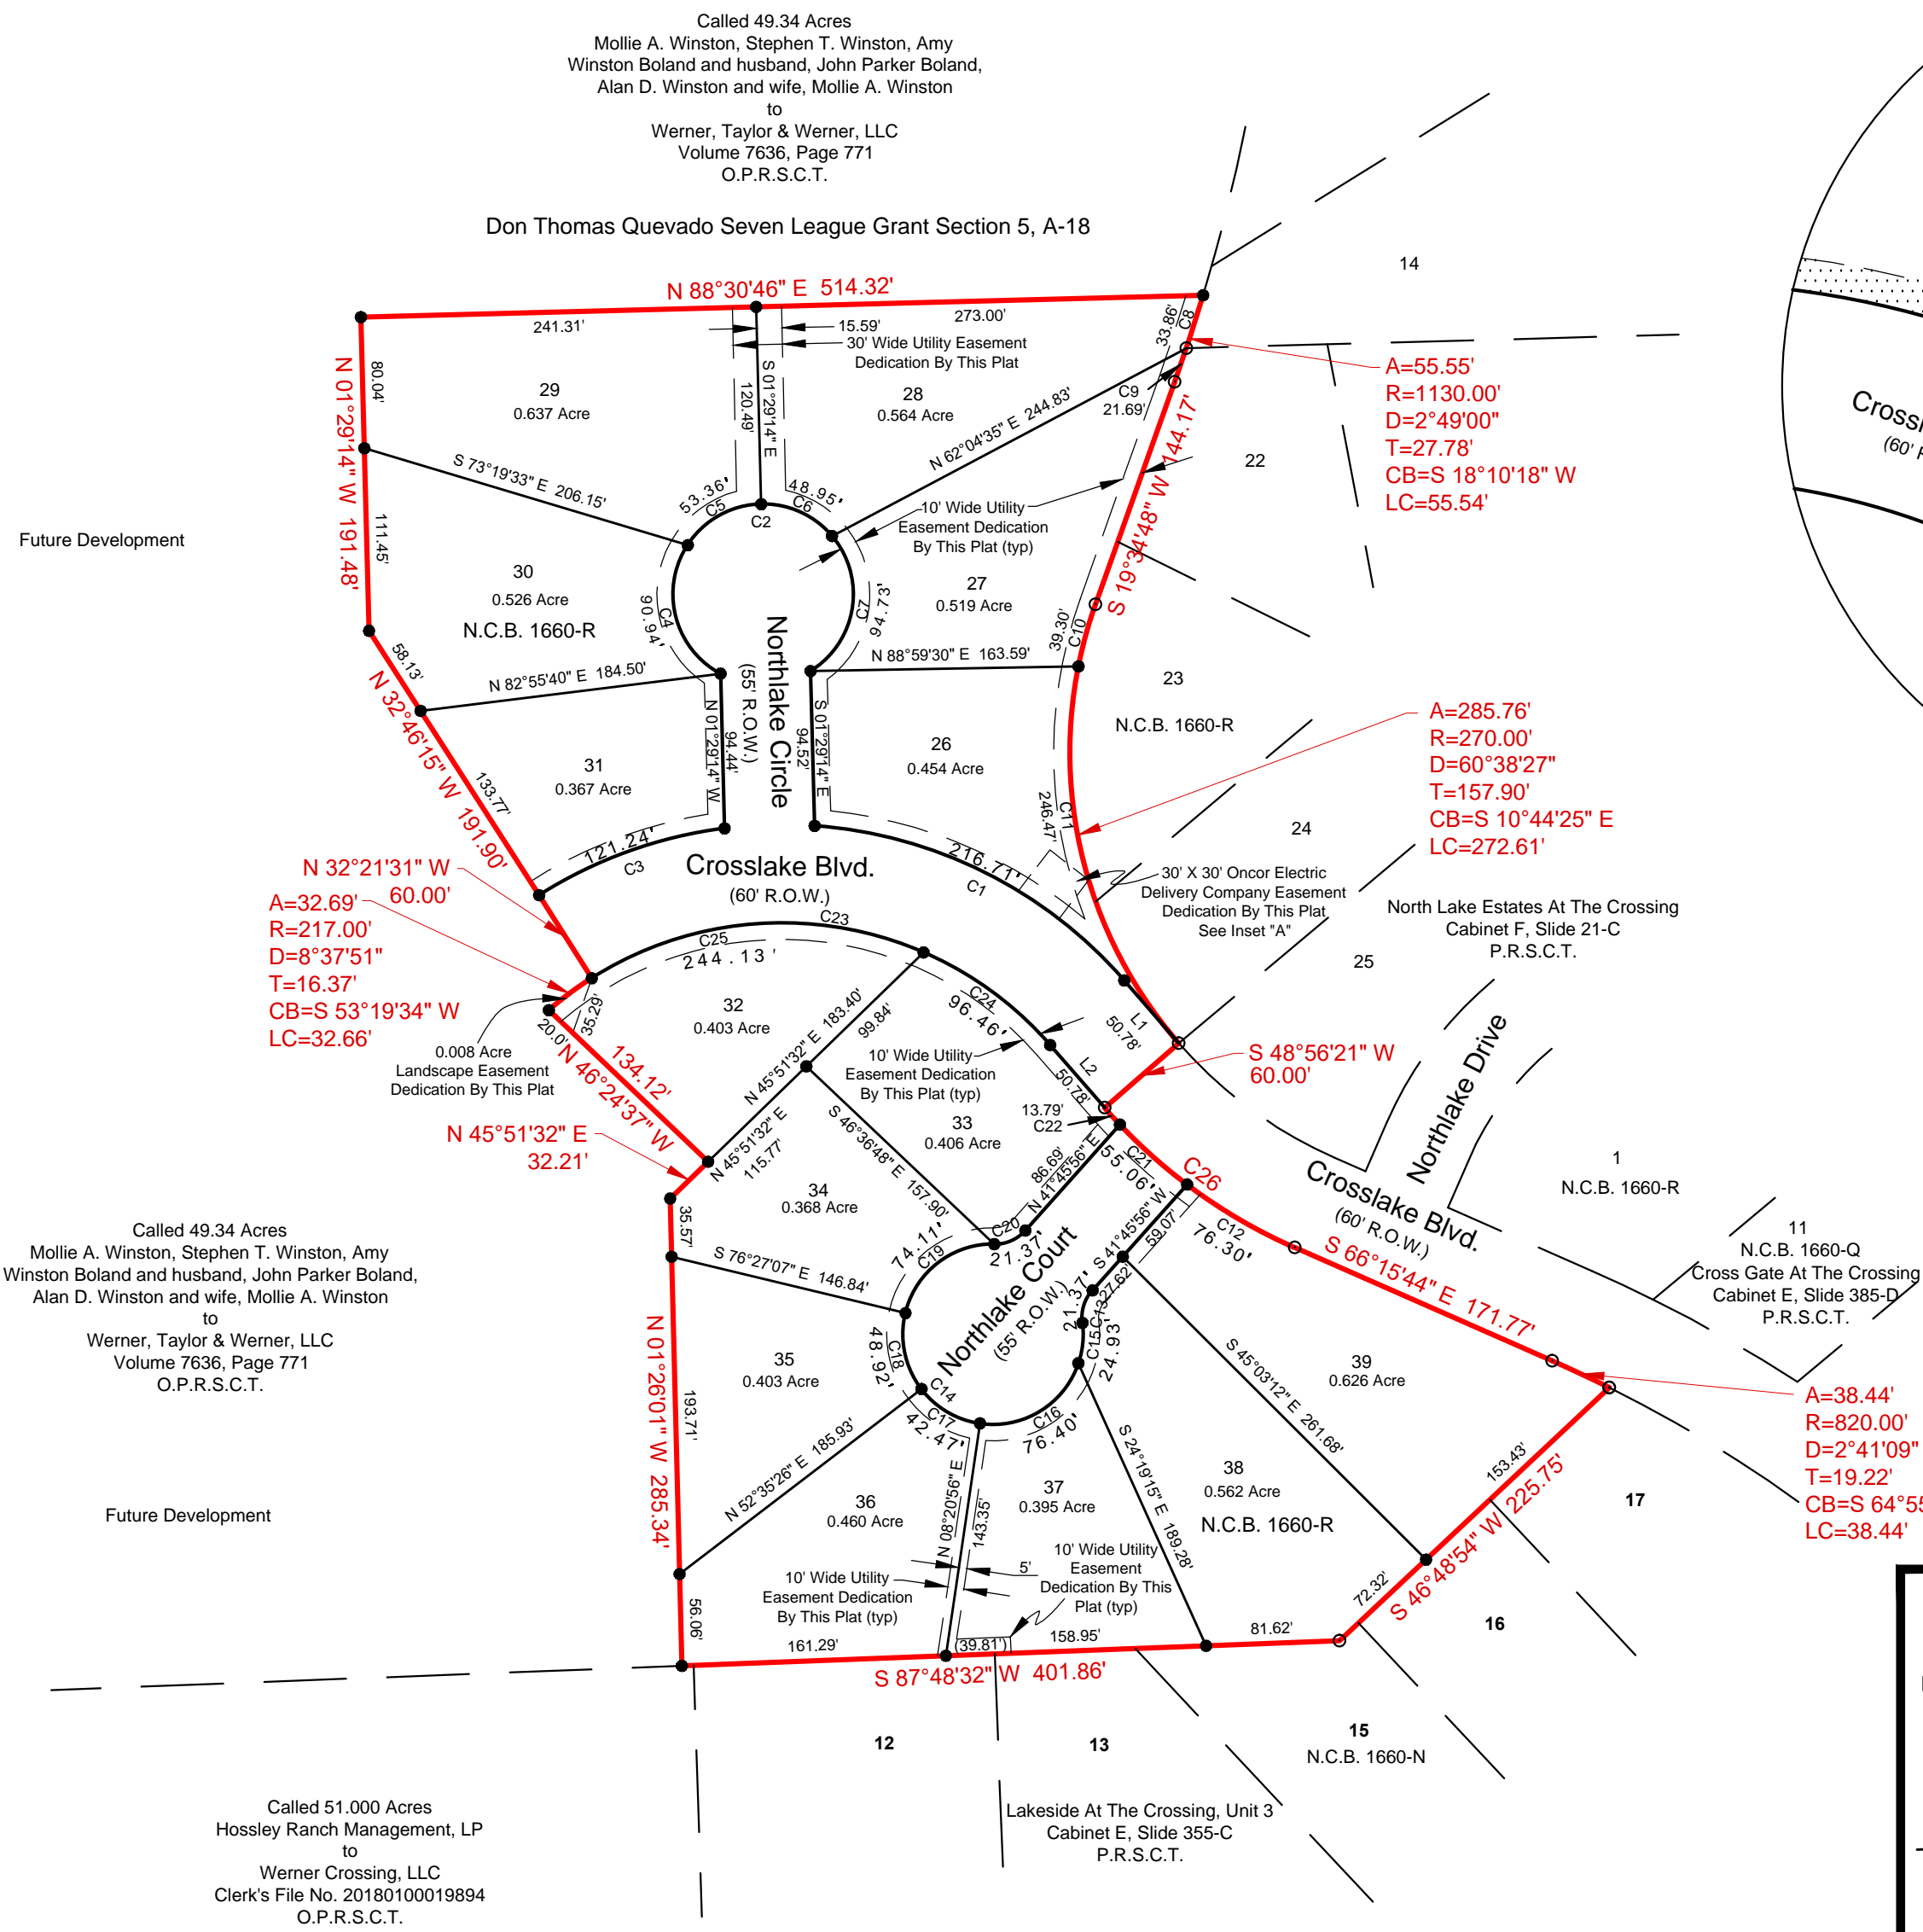 Called 49.34 Acres
Mollie A. Winston, Stephen T. Winston, Amy
Winston Boland and husband, John Parker Boland,
Alan D. Winston and wife, Mollie A. Winston
to
Werner, Taylor & Werner, LLC
Volume 7636, Page 771
O.P.R.S.C.T.
Don Thomas Quevado Seven League Grant Section 5, A-18
14
N 88°30'46" E 514.32'
241.31'
15.59'
273.00'
30' Wide Utility Easement
Dedication By This Plat
33.86'
C8
A=55.55'
R=1130.00'
D=2°49'00"
T=27.78'
CB=S 18°10'18" W
LC=55.54'
Crossl
(60' R
N 01°29'14" W 191.48'
80.04'
29
0.637 Acre
S 01°29'14" E
120.49'
28
0.564 Acre
C9
21.69'
N 62°04'35" E 244.83'
S 19°34'48" W 144.17'
22
S 73°19'33" E 206.15'
53.36'
C5
C2
48.95'
C6
10' Wide Utility
Easement Dedication
By This Plat (typ)
Future Development
111.45'
30
0.526 Acre
N.C.B. 1660-R
90.94'
C4
C7
94.73'
27
0.519 Acre
39.30'
C10
58.13'
N 82°55'40" E 184.50'
N 88°59'30" E 163.59'
Northlake Circle
(55' R.O.W.)
N 01°29'14" W
94.44'
S 01°29'14" E
94.52'
23
N.C.B. 1660-R
A=285.76'
R=270.00'
D=60°38'27"
T=157.90'
CB=S 10°44'25" E
LC=272.61'
N 32°46'15" W 191.90'
133.77'
31
0.367 Acre
26
0.454 Acre
C11
246.47'
24
121.24'
C3
Crosslake Blvd.
(60' R.O.W.)
216.71'
C1
30' X 30' Oncor Electric
Delivery Company Easement
Dedication By This Plat
See Inset "A"
North Lake Estates At The Crossing
Cabinet F, Slide 21-C
P.R.S.C.T.
N 32°21'31" W
60.00'
A=32.69'
R=217.00'
D=8°37'51"
T=16.37'
CB=S 53°19'34" W
LC=32.66'
C23
C25
244.13'
25
35.29'
20.0'
0.008 Acre
Landscape Easement
Dedication By This Plat
32
0.403 Acre
N 45°51'32" E 183.40'
99.84'
C24
96.46'
L1
50.78'
134.12'
N 46°24'37" W
10' Wide Utility
Easement Dedication
By This Plat (typ)
L2
50.78'
S 48°56'21" W
60.00'
Northlake Drive
N 45°51'32" E
32.21'
N 45°51'32" E
115.77'
S 46°36'48" E 157.90'
33
0.406 Acre
13.79'
C22
86.69'
N 41°45'56" E
C21
55.06'
C26
Crosslake Blvd.
(60' R.O.W.)
1
N.C.B. 1660-R
11
N.C.B. 1660-Q
Cross Gate At The Crossing
Cabinet E, Slide 385-D
P.R.S.C.T.
Called 49.34 Acres
Mollie A. Winston, Stephen T. Winston, Amy
Winston Boland and husband, John Parker Boland,
Alan D. Winston and wife, Mollie A. Winston
to
Werner, Taylor & Werner, LLC
Volume 7636, Page 771
O.P.R.S.C.T.
34
0.368 Acre
35.57'
S 76°27'07" E 146.84'
74.11'
C19
C20
21.37'
S 41°45'56" W
59.07'
C12
76.30'
S 66°15'44" E 171.77'
Northlake Court
(55' R.O.W.)
21.37'
C13
27.62'
C15
24.93'
N 01°26'01" W 285.34'
193.71'
35
0.403 Acre
C18
48.92'
C14
C17
42.47'
C16
76.40'
S 45°03'12" E 261.68'
39
0.626 Acre
A=38.44'
R=820.00'
D=2°41'09"
T=19.22'
CB=S 64°55
LC=38.44'
N 52°35'26" E 185.93'
36
0.460 Acre
N 08°20'56" E
143.35'
37
0.395 Acre
S 24°19'15" E 189.28'
38
0.562 Acre
N.C.B. 1660-R
153.43'
S 46°48'54" W 225.75'
17
Future Development
10' Wide Utility
Easement Dedication
By This Plat (typ)
5'
10' Wide Utility
Easement
Dedication By This
Plat (typ)
56.06'
161.29'
(39.81')
158.95'
81.62'
72.32'
16
S 87°48'32" W 401.86'
12
13
15
N.C.B. 1660-N
Called 51.000 Acres
Hossley Ranch Management, LP
to
Werner Crossing, LLC
Clerk's File No. 20180100019894
O.P.R.S.C.T.
Lakeside At The Crossing, Unit 3
Cabinet E, Slide 355-C
P.R.S.C.T.